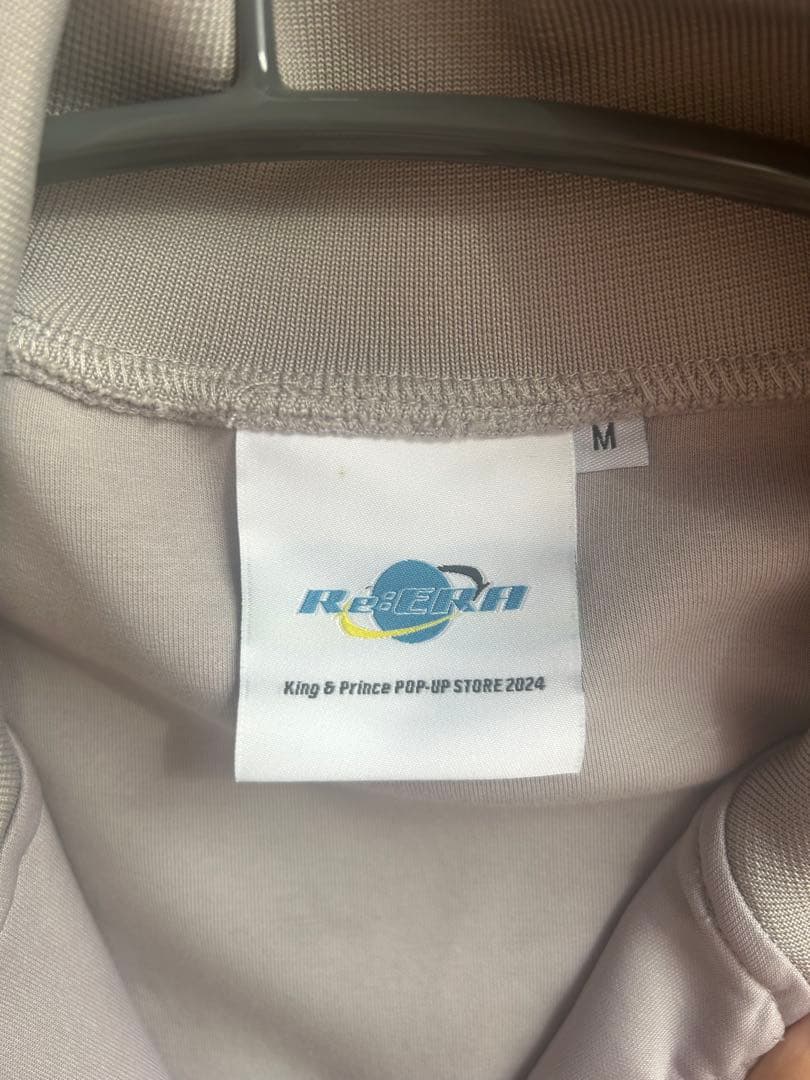 M
Re:ERA
King & Prince POP-UP STORE 2024